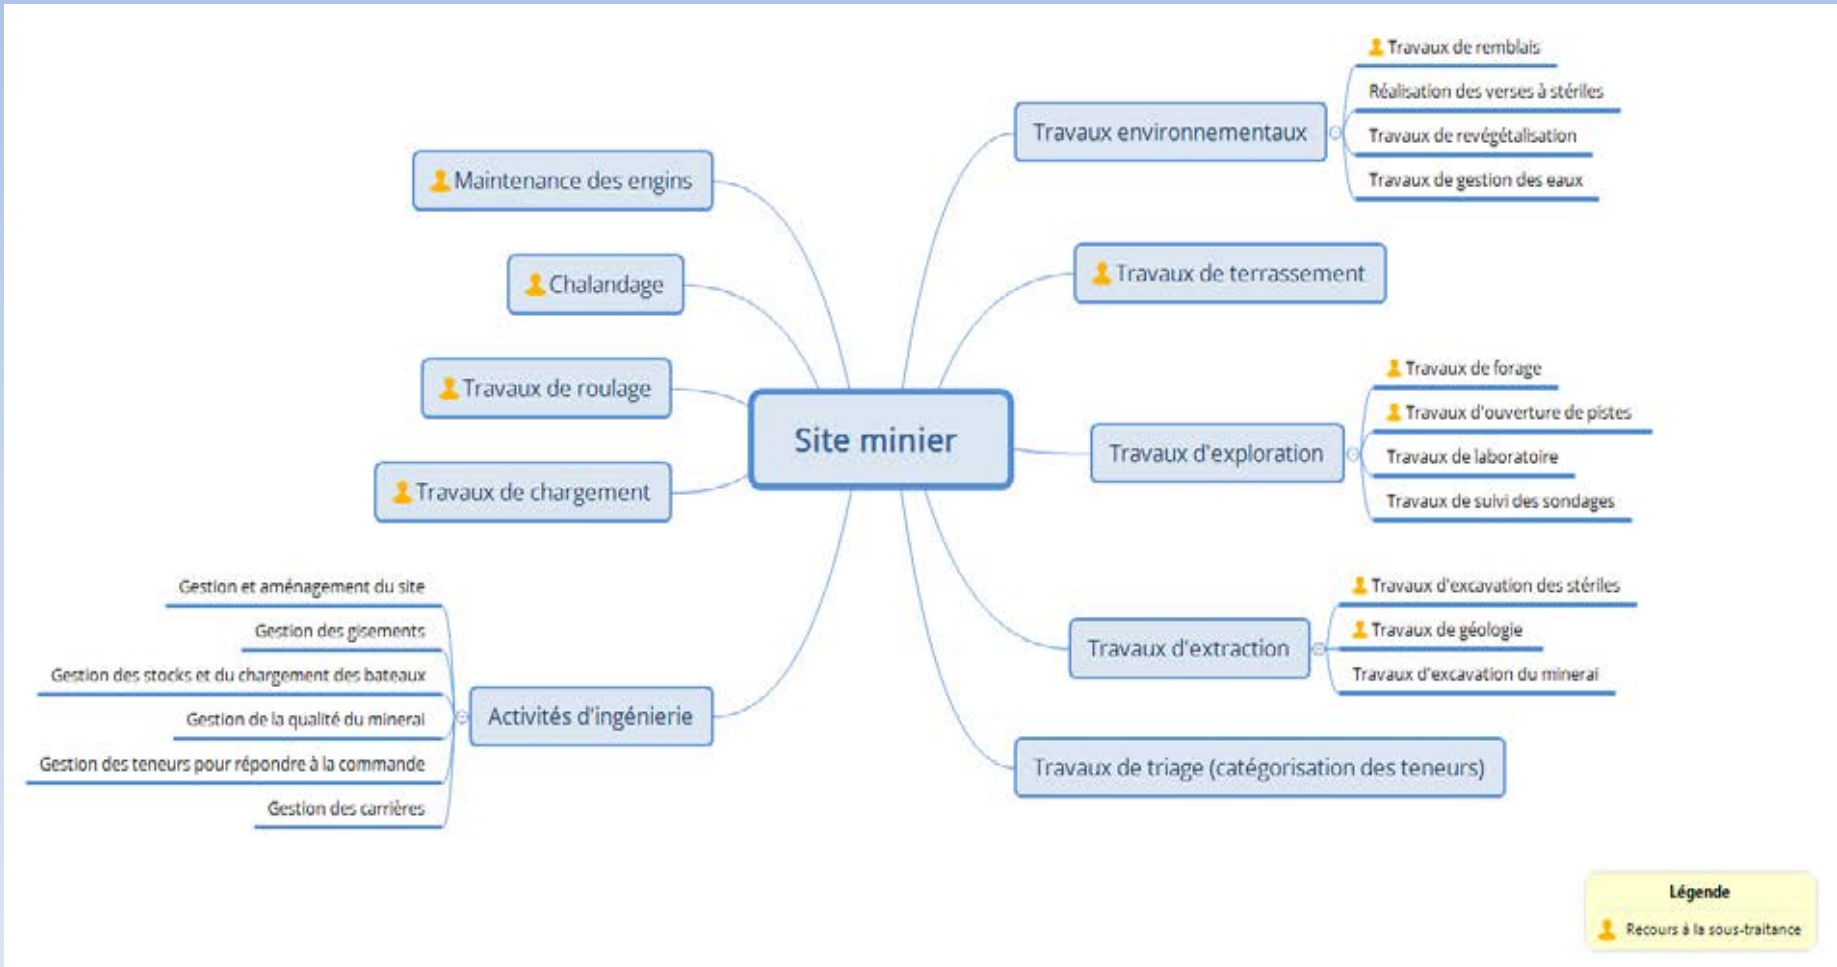 Travaux de remblais
Réalisation des verses à stériles
Travaux environnementaux
Travaux de revégétalisation
Travaux de gestion des eaux
Maintenance des engins
Travaux de terrassement
Chalandage
Travaux de forage
Travaux d'ouverture de pistes
Travaux d'exploration
Travaux de laboratoire
Travaux de suivi des sondages
Travaux de roulage
Site minier
Travaux de chargement
Travaux d'excavation des stériles
Travaux de géologie
Travaux d'extraction
Travaux d'excavation du minerai
Gestion et aménagement du site
Gestion des gisements
Gestion des stocks et du chargement des bateaux
Activités d'ingénierie
Gestion de la qualité du minerai
Gestion des teneurs pour répondre à la commande
Gestion des carrières
Travaux de triage (catégorisation des teneurs)
Légende
Recours à la sous-traitance